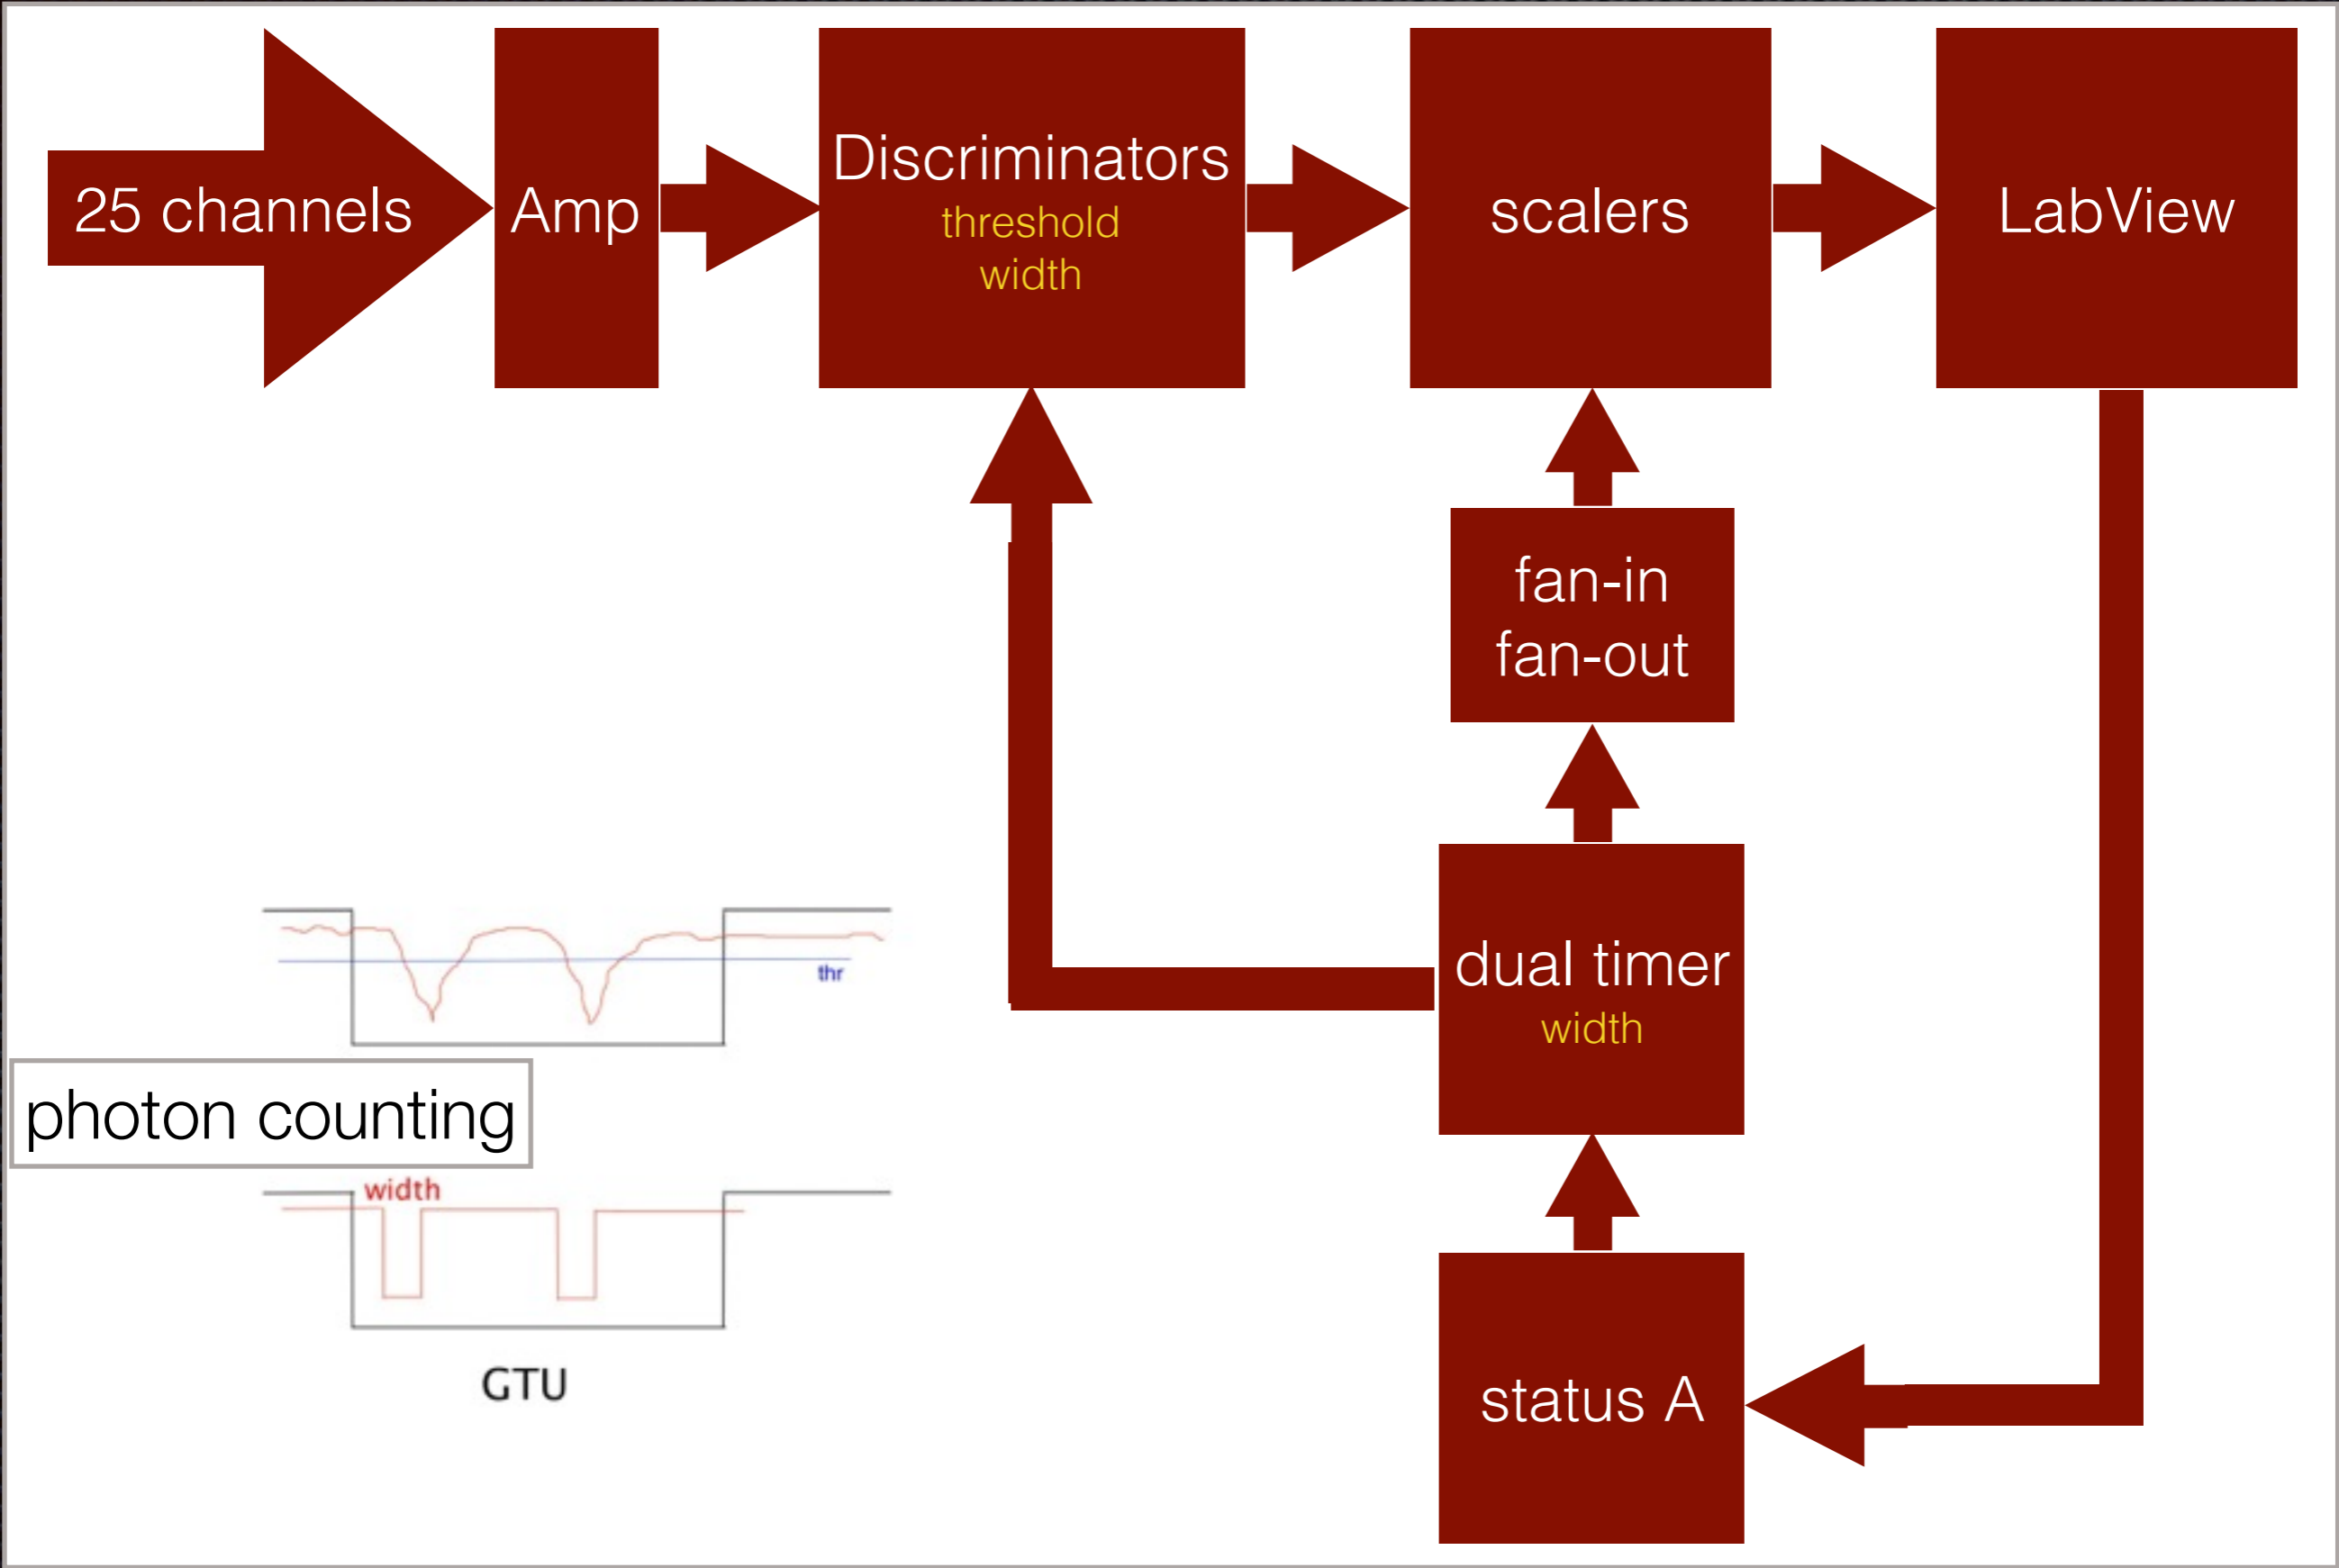 25 channels
Amp
Discriminators
threshold
width
scalers
LabView
fan-in
fan-out
dual timer
width
status A
thr
photon counting
width
GTU